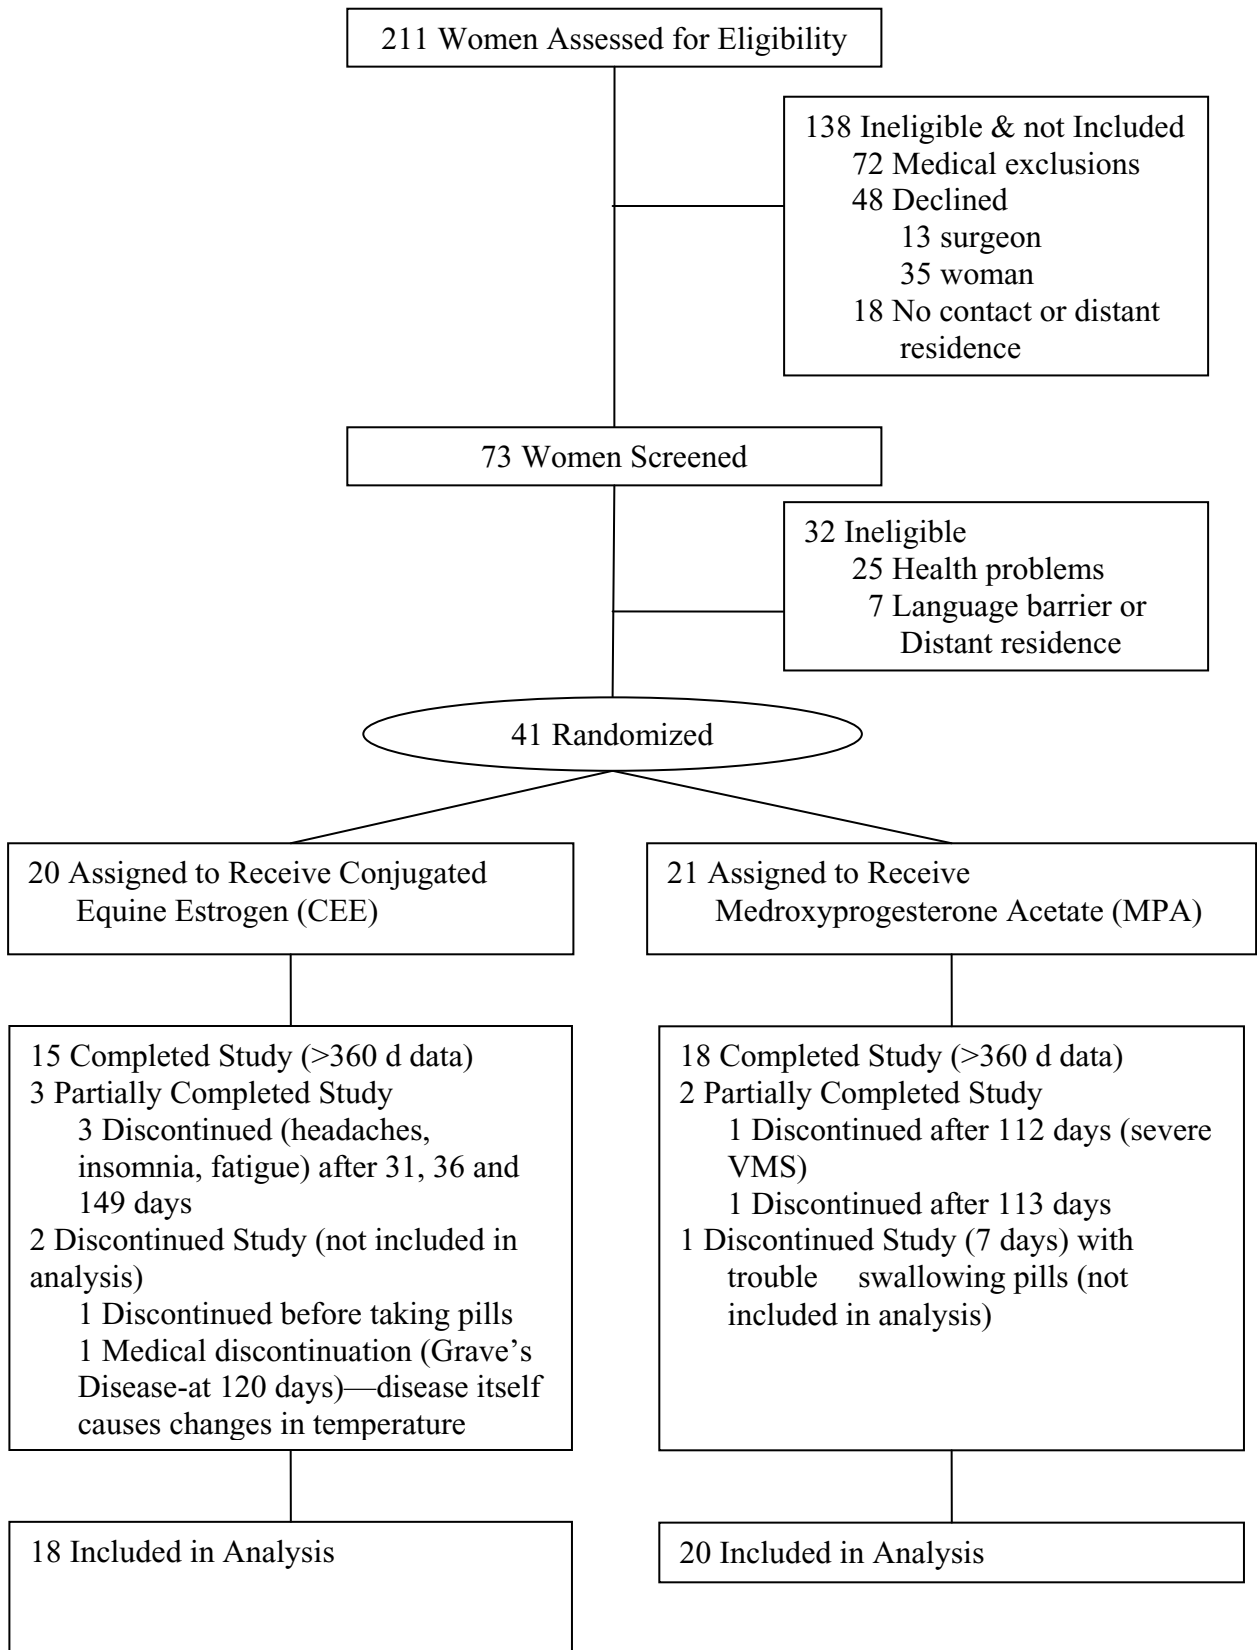 211 Women Assessed for Eligibility
138 Ineligible & not Included
72 Medical exclusions
48 Declined
13 surgeon
35 woman
18 No contact or distant
residence
73 Women Screened
32 Ineligible
25 Health problems
7 Language barrier or
Distant residence
41 Randomized
20 Assigned to Receive Conjugated
Equine Estrogen (CEE)
21 Assigned to Receive
Medroxyprogesterone Acetate (MPA)
15 Completed Study (>360 d data)
3 Partially Completed Study
3 Discontinued (headaches,
insomnia, fatigue) after 31, 36 and
149 days
2 Discontinued Study (not included in
analysis)
1 Discontinued before taking pills
1 Medical discontinuation (Grave’s
Disease-at 120 days)—disease itself
causes changes in temperature
18 Completed Study (>360 d data)
2 Partially Completed Study
1 Discontinued after 112 days (severe
VMS)
1 Discontinued after 113 days
1 Discontinued Study (7 days) with
trouble swallowing pills (not
included in analysis)
18 Included in Analysis
20 Included in Analysis